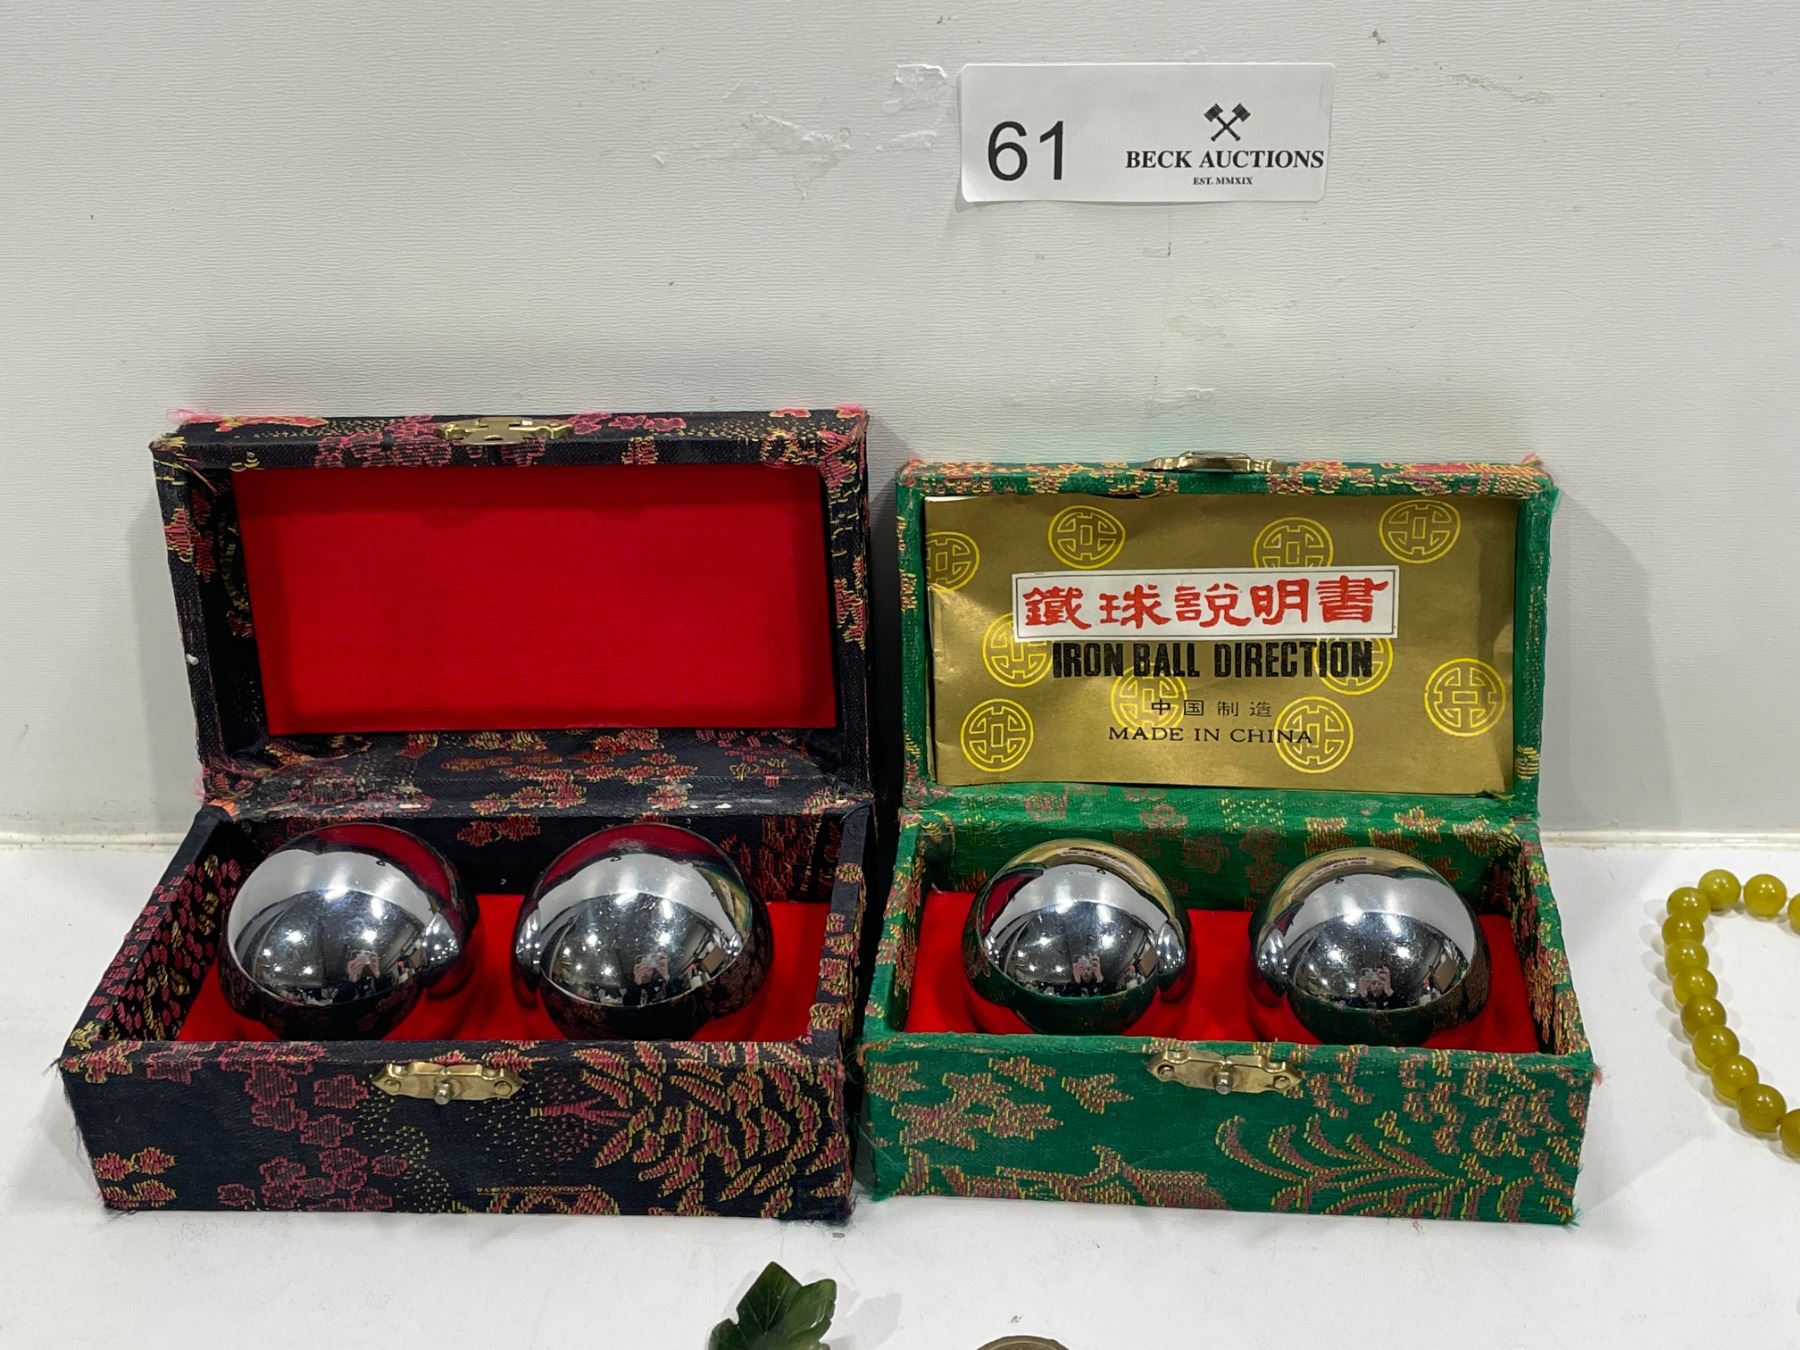 61
BECK AUCTIONS
EST. MMXIX
鐵球說明書
IRON BALL DIRECTION
中国制造
MADE IN CHINA